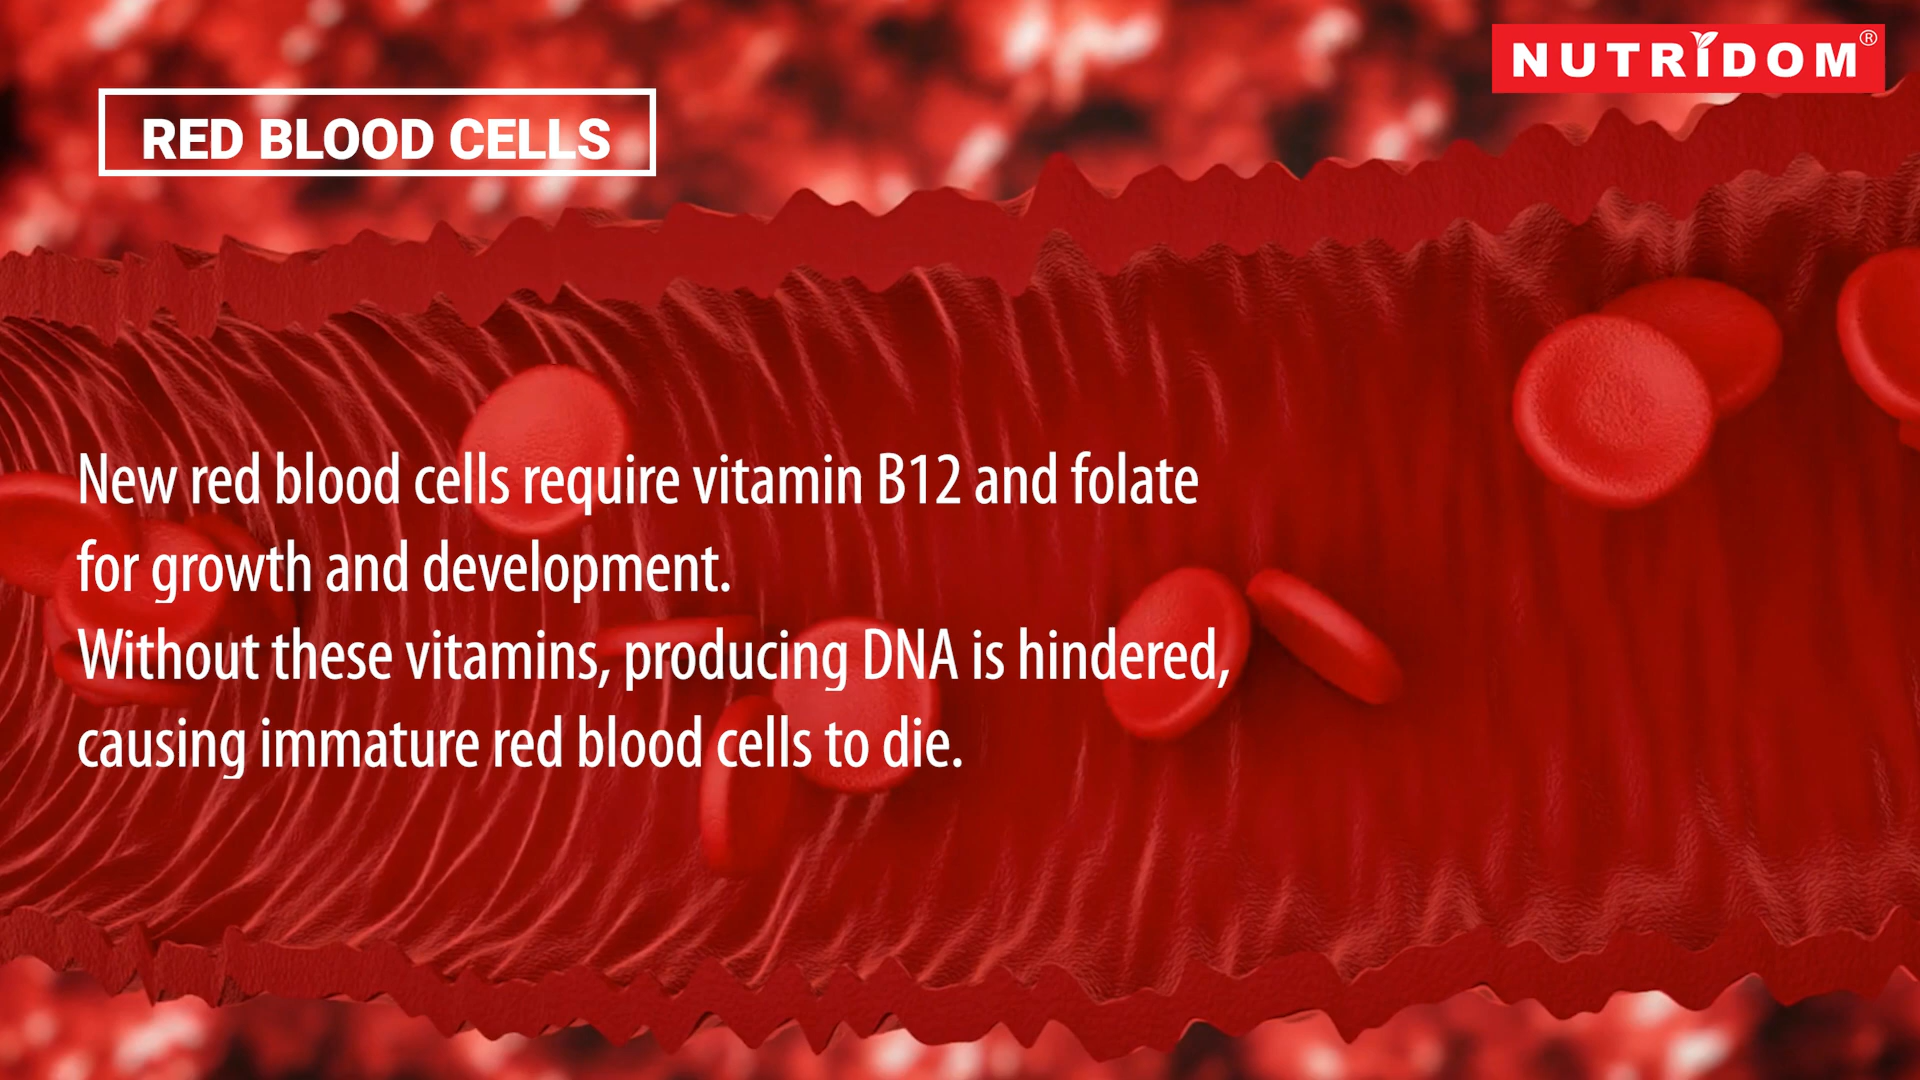 NUTRIDOM®
RED BLOOD CELLS
New red blood cells require vitamin B12 and folate
for growth and development.
Without these vitamins, producing DNA is hindered,
causing immature red blood cells to die.